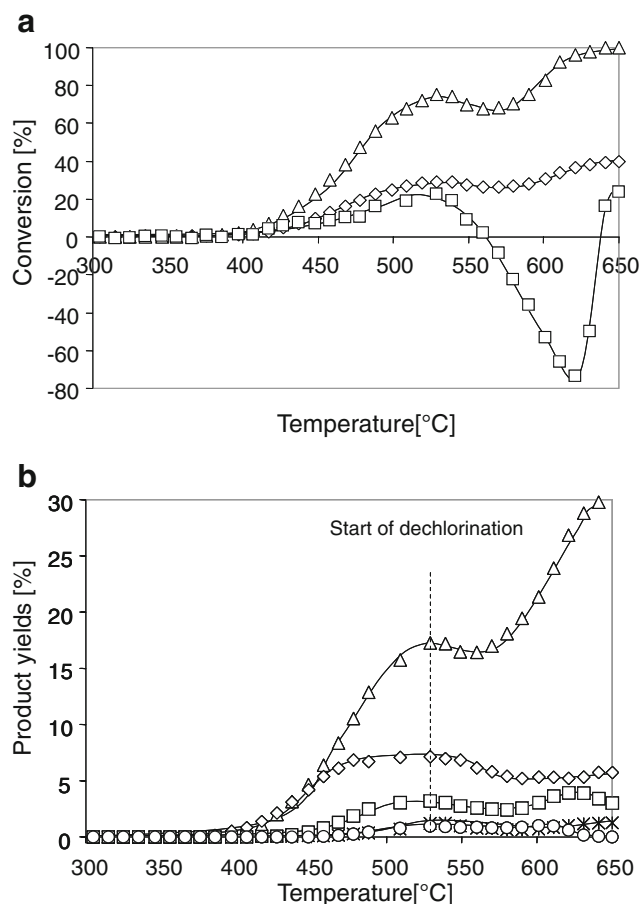 a
100
80
60
40
20
0
-20
-40
-60
-80
300 350 400 450 500 550 600 650
Conversion [%]
Temperature[°C]
b
30
25
20
15
10
5
0
Start of dechlorination
300 350 400 450 500 550 600 650
Product yields [%]
Temperature[°C]